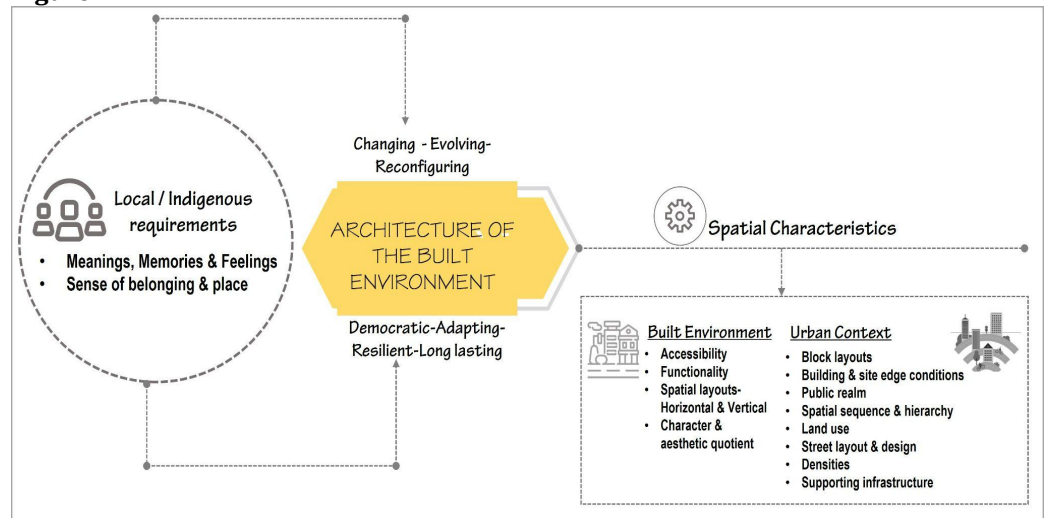 Changing - Evolving-
Reconfiguring
Local / Indigenous
requirements
• Meanings, Memories & Feelings
• Sense of belonging & place
ARCHITECTURE OF
THE BUILT
ENVIRONMENT
Democratic-Adapting-
Resilient-Long lasting
Spatial Characteristics
Built Environment
• Accessibility
• Functionality
• Spatial layouts-
Horizontal & Vertical
• Character &
aesthetic quotient
Urban Context
• Block layouts
• Building & site edge conditions
• Public realm
• Spatial sequence & hierarchy
• Land use
• Street layout & design
• Densities
• Supporting infrastructure